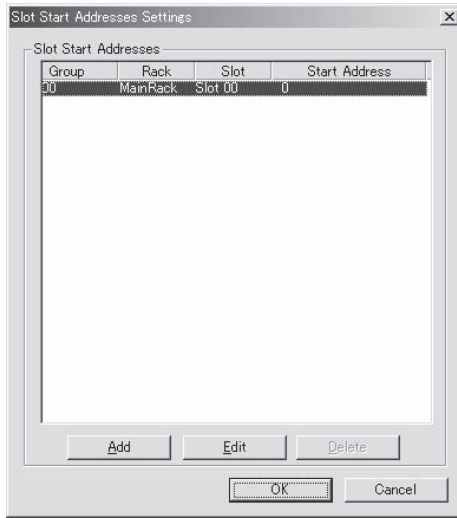 Slot Start Addresses Settings
Slot Start Addresses
Group Rack Slot Start Address
00 MainRack Slot 00 0
Add Edit Delete
OK Cancel